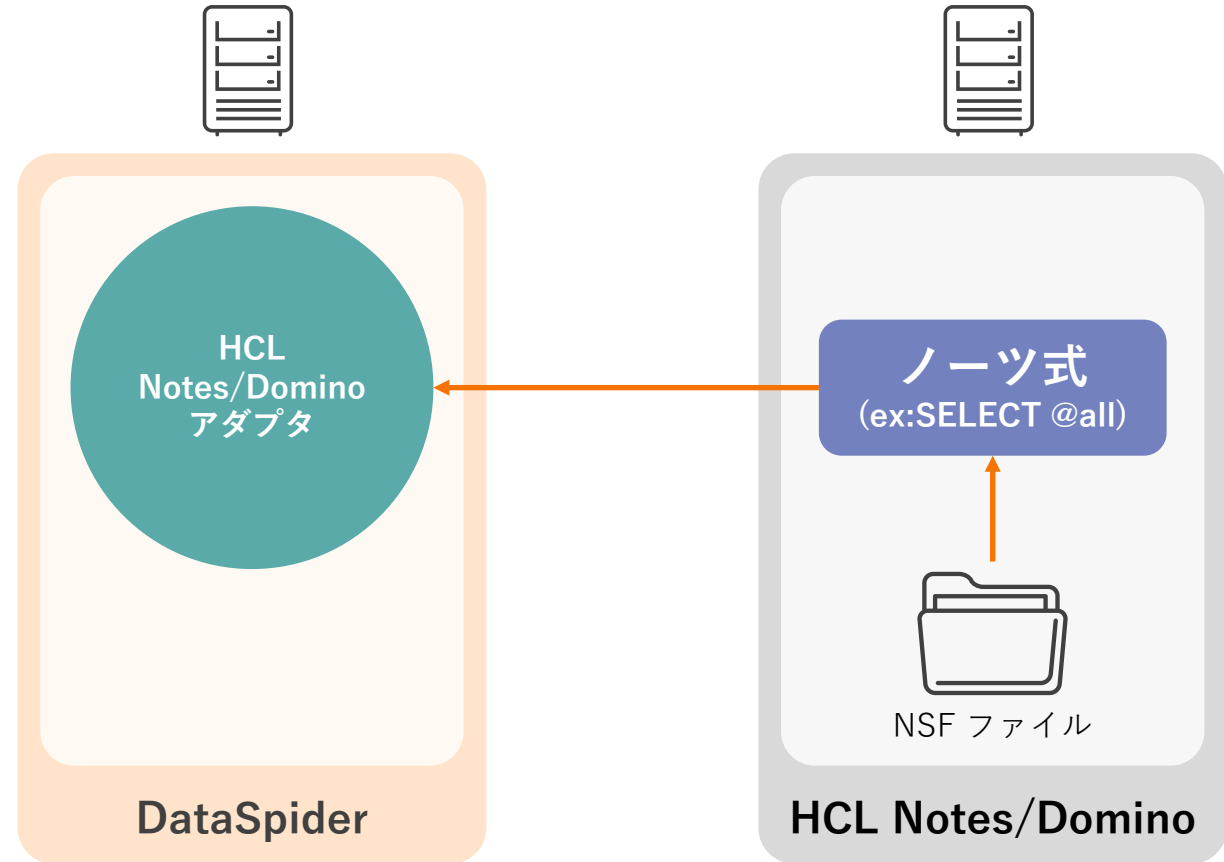 HCL
Notes/Domino
アダプタ
ノーツ式
(ex:SELECT @all)
NSF ファイル
DataSpider
HCL Notes/Domino